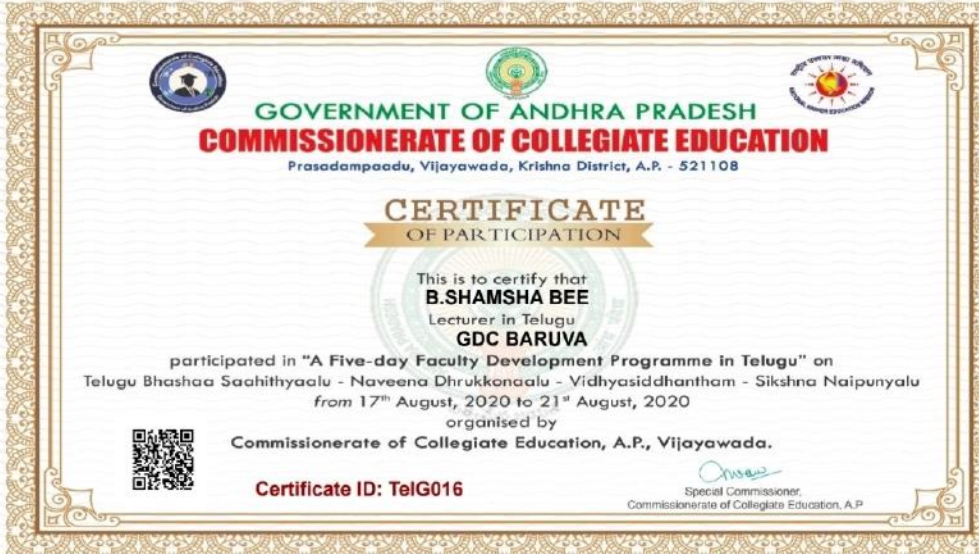 GOVERNMENT OF ANDHRA PRADESH
COMMISSIONERATE OF COLLEGIATE EDUCATION
Prasadampaadu, Vijayawada, Krishna District, A.P. - 521108
CERTIFICATE
OF PARTICIPATION
This is to certify that
B.SHAMSHA BEE
Lecturer in Telugu
GDC BARUVA
participated in "A Five-day Faculty Development Programme in Telugu" on
Telugu Bhashaa Saahithyaalu - Naveena Dhrukkonaalu - Vidhyasiddhantham - Sikshna Naipunyalu
from 17th August, 2020 to 21st August, 2020
organised by
Commissionerate of Collegiate Education, A.P., Vijayawada.
Certificate ID: TelG016
Special Commissioner,
Commissionerate of Collegiate Education, A.P